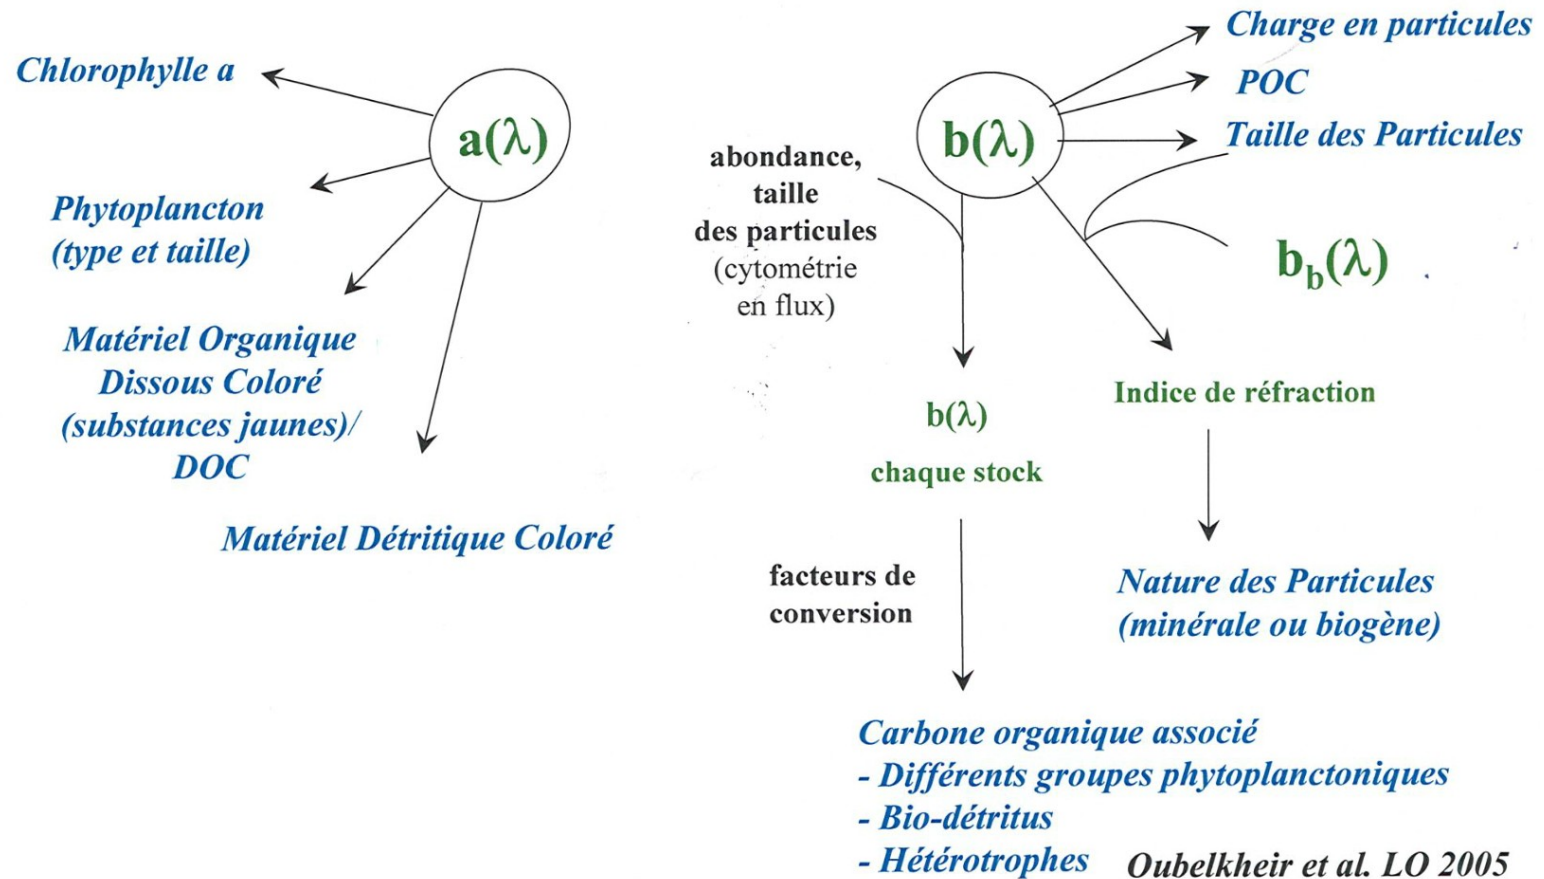 Chlorophylle a
a(λ)
Phytoplancton
(type et taille)
Matériel Organique
Dissous Coloré
(substances jaunes)/
DOC
Matériel Détritique Coloré
b(λ)
Charge en particules
POC
Taille des Particules
abondance,
taille
des particules
(cytométrie
en flux)
bb(λ)
Indice de réfraction
b(λ)
chaque stock
facteurs de
conversion
Nature des Particules
(minérale ou biogène)
Carbone organique associé
- Différents groupes phytoplanctoniques
- Bio-détritus
- Hétérotrophes
Oubelkheir et al. LO 2005